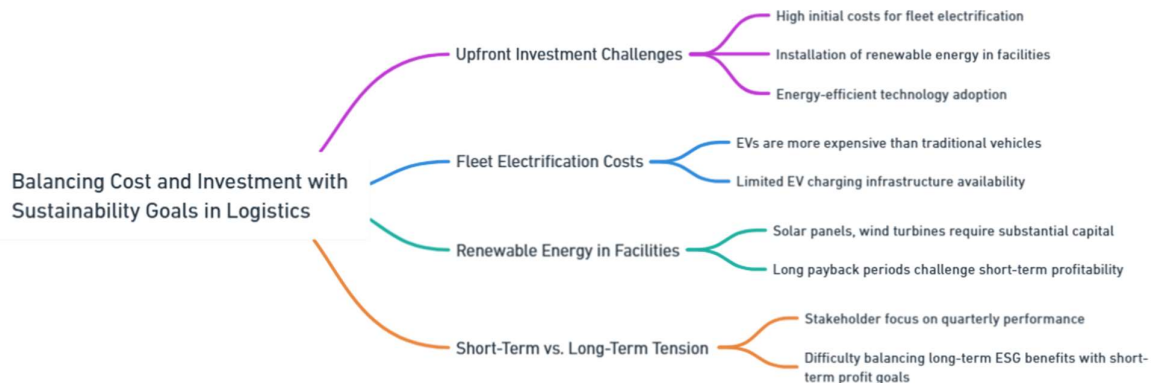 Balancing Cost and Investment with
Sustainability Goals in Logistics
Upfront Investment Challenges
High initial costs for fleet electrification
Installation of renewable energy in facilities
Energy-efficient technology adoption
Fleet Electrification Costs
EVs are more expensive than traditional vehicles
Limited EV charging infrastructure availability
Renewable Energy in Facilities
Solar panels, wind turbines require substantial capital
Long payback periods challenge short-term profitability
Short-Term vs. Long-Term Tension
Stakeholder focus on quarterly performance
Difficulty balancing long-term ESG benefits with short-
term profit goals